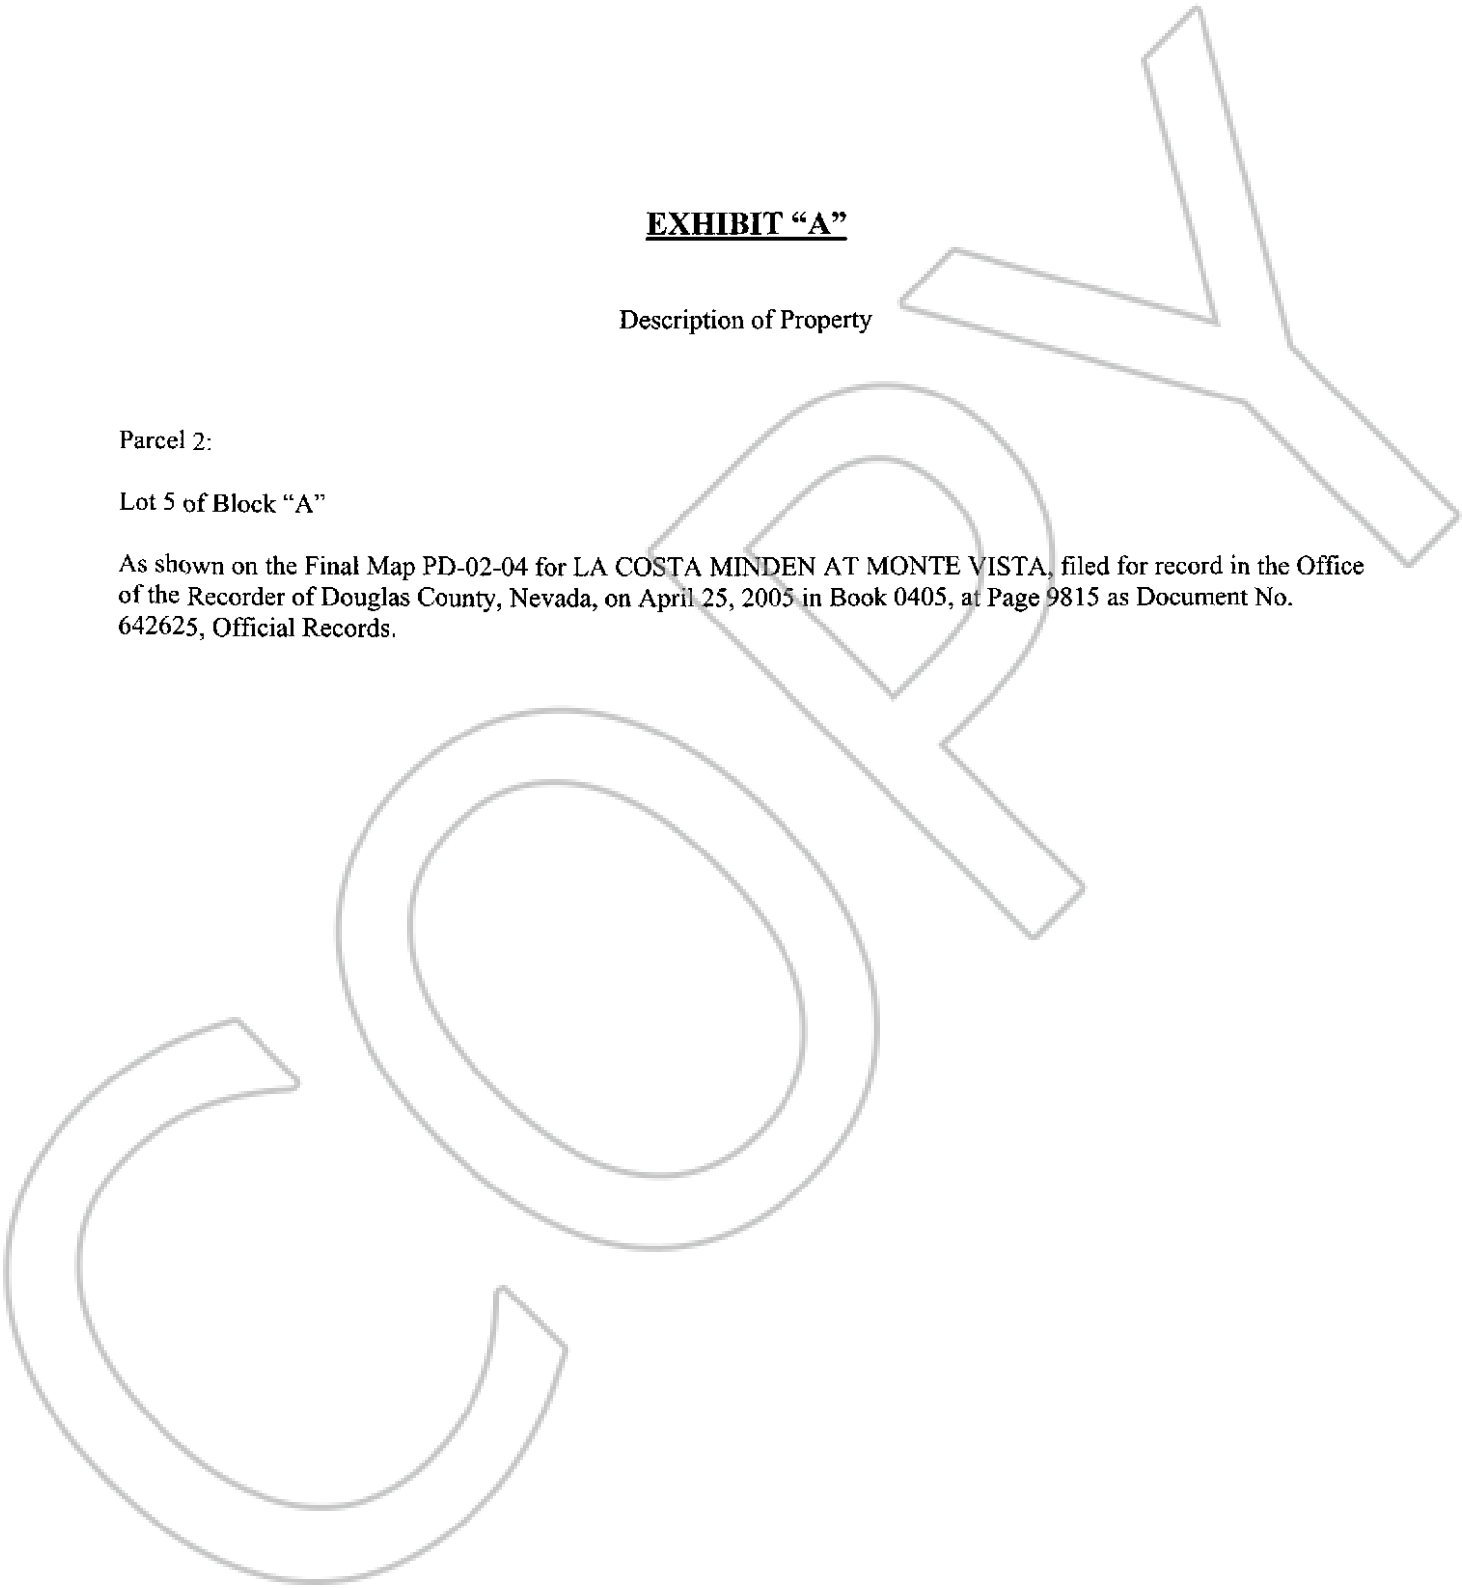 EXHIBIT “A”
Description of Property
Parcel 2:
Lot 5 of Block “A”
As shown on the Final Map PD-02-04 for LA COSTA MINDEN AT MONTE VISTA, filed for record in the Office
of the Recorder of Douglas County, Nevada, on April 25, 2005 in Book 0405, at Page 9815 as Document No.
642625, Official Records.
COPY